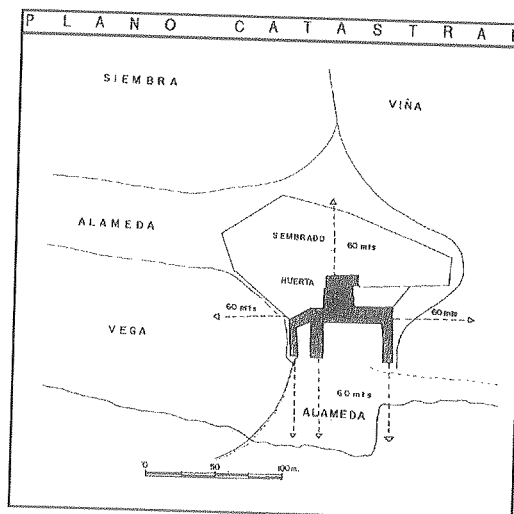 PLANO CATASTRAL
SIEMBRA
VIÑA
ALAMEDA
SEMBRADO
60 mts
HUERTA
60 mts
60 mts
VEGA
60 mts
ALAMEDA
0 50 100 m.